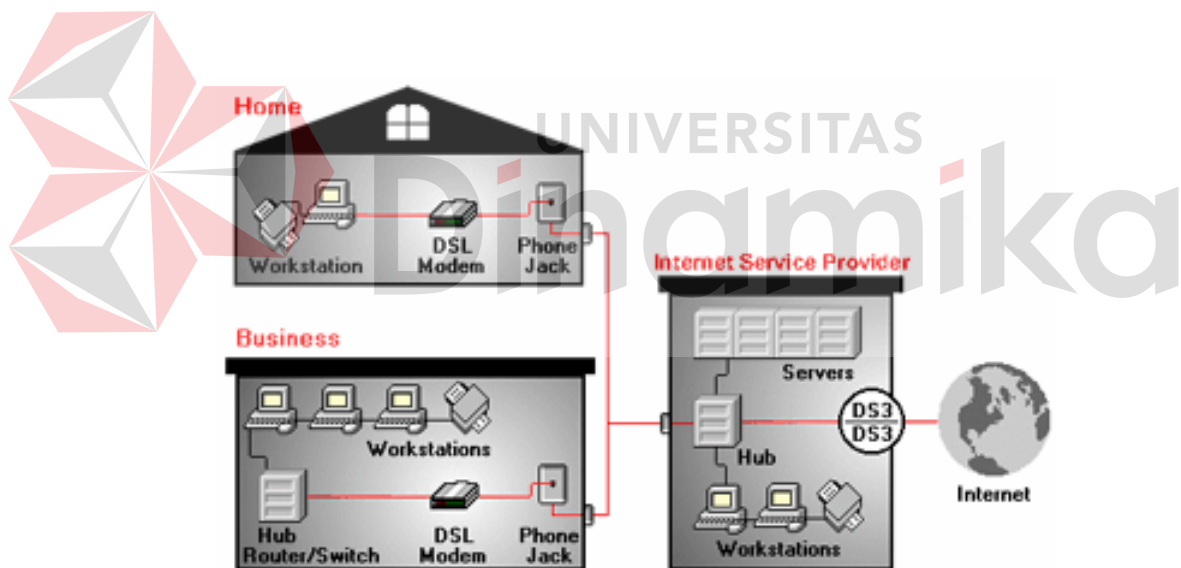 UNIVERSITAS
Dinamika
Home
Workstation
DSL
Modem
Phone
Jack
Internet Service Provider
Servers
Hub
Workstations
DS3
DS3
Internet
Business
Workstations
Hub
Router/Switch
DSL
Modem
Phone
Jack